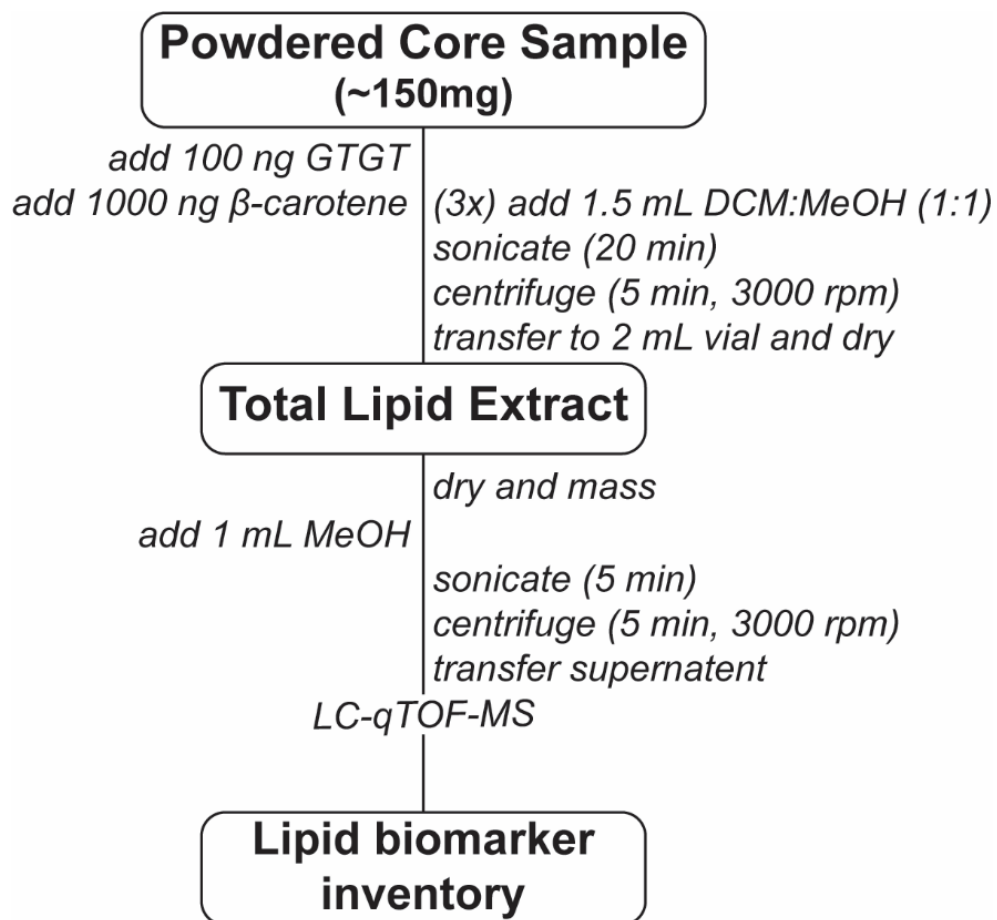 Powdered Core Sample
(~150mg)
add 100 ng GTGT
add 1000 ng β-carotene
(3x) add 1.5 mL DCM:MeOH (1:1)
sonicate (20 min)
centrifuge (5 min, 3000 rpm)
transfer to 2 mL vial and dry
Total Lipid Extract
dry and mass
add 1 mL MeOH
sonicate (5 min)
centrifuge (5 min, 3000 rpm)
transfer supernatent
LC-qTOF-MS
Lipid biomarker
inventory